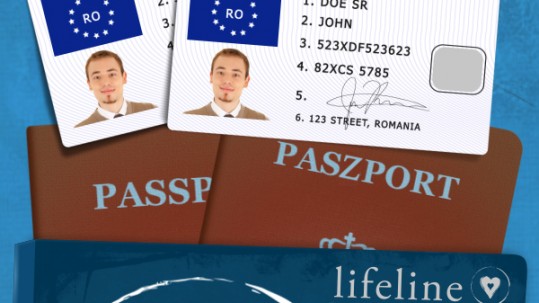 RO
RO
1. DOE SR
2. JOHN
3. 523XDF523623
4. 82XCS 5785
5.
6. 123 STREET, ROMANIA
PASSP
PASZPORT
lifeline